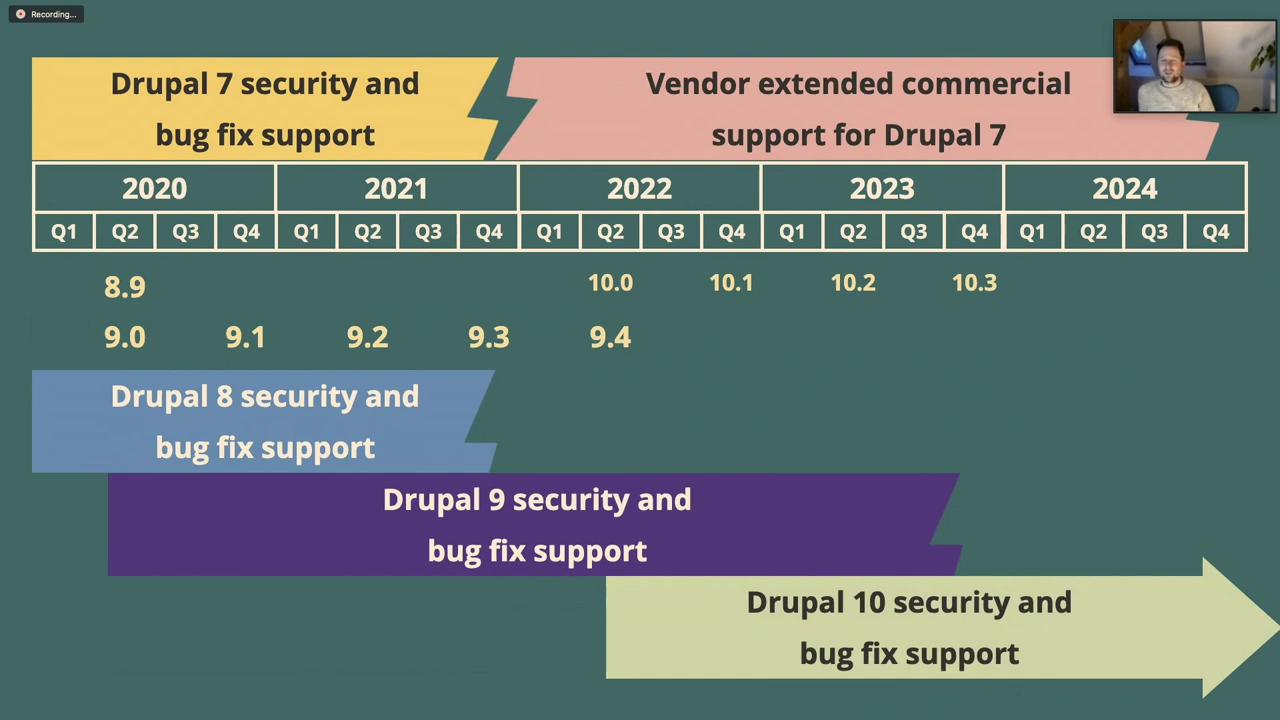 Recording...
Drupal 7 security and
bug fix support
Vendor extended commercial
support for Drupal 7
2020 2021 2022 2023 2024
Q1 Q2 Q3 Q4 Q1 Q2 Q3 Q4 Q1 Q2 Q3 Q4 Q1 Q2 Q3 Q4 Q1 Q2 Q3 Q4
8.9 10.0 10.1 10.2 10.3
9.0 9.1 9.2 9.3 9.4
Drupal 8 security and
bug fix support
Drupal 9 security and
bug fix support
Drupal 10 security and
bug fix support